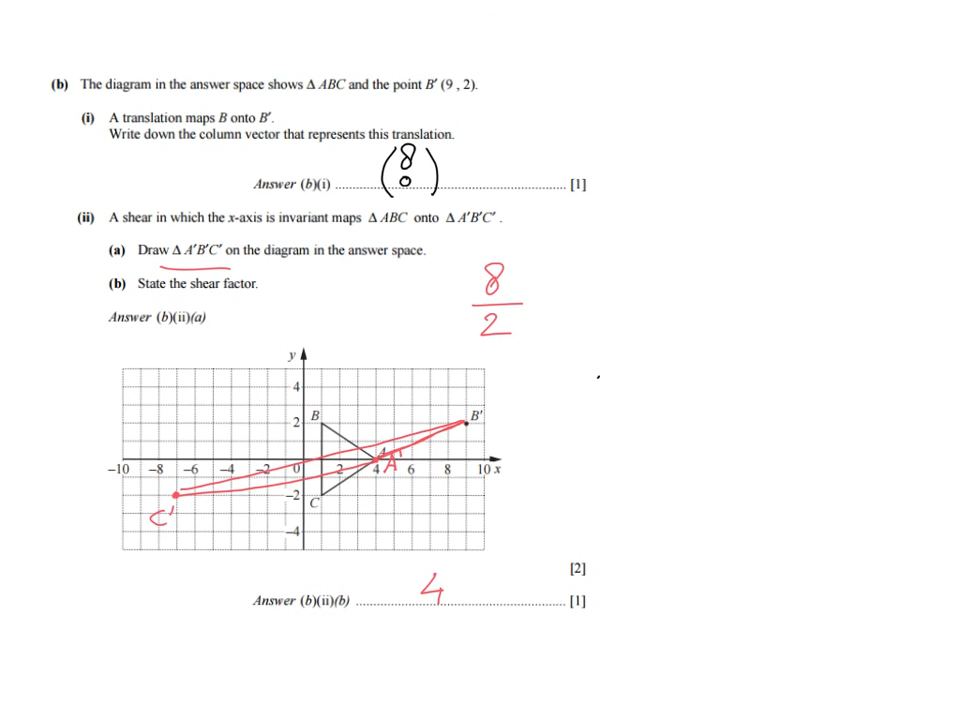 (b) The diagram in the answer space shows Δ ABC and the point B′ (9 , 2).
(i) A translation maps B onto B′.
Write down the column vector that represents this translation.
(8
0)
Answer (b)(i) ........................................ [1]
(ii) A shear in which the x-axis is invariant maps Δ ABC onto Δ A′B′C′ .
(a) Draw Δ A′B′C′ on the diagram in the answer space.
(b) State the shear factor.
8
2
Answer (b)(ii)(a)
y
4
2 B B′
A
−10 −8 −6 −4 −2 0 2 4 A' 6 8 10 x
−2 C
C'
−4
[2]
4
Answer (b)(ii)(b) ........................................ [1]